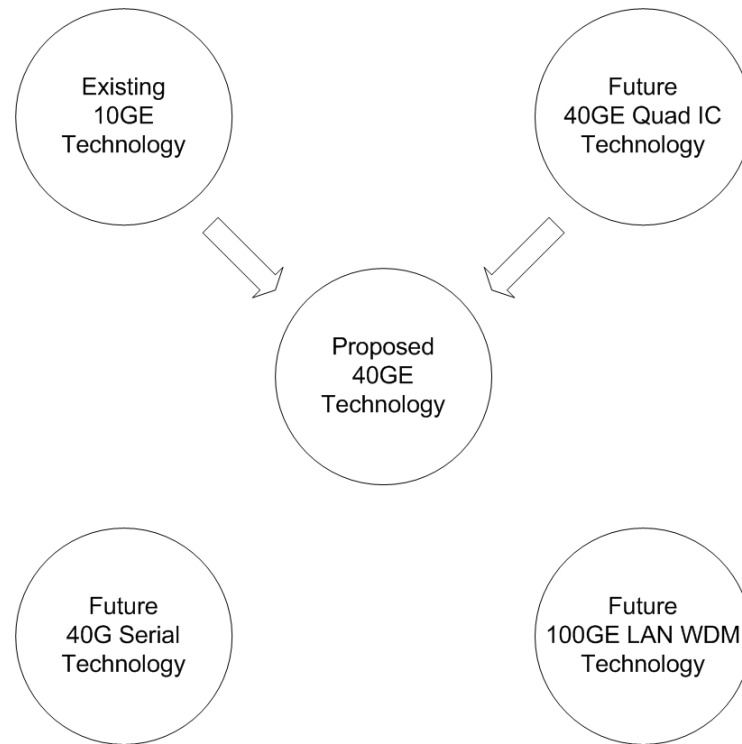 Existing
10GE
Technology
Future
40GE Quad IC
Technology
Proposed
40GE
Technology
Future
40G Serial
Technology
Future
100GE LAN WDM
Technology